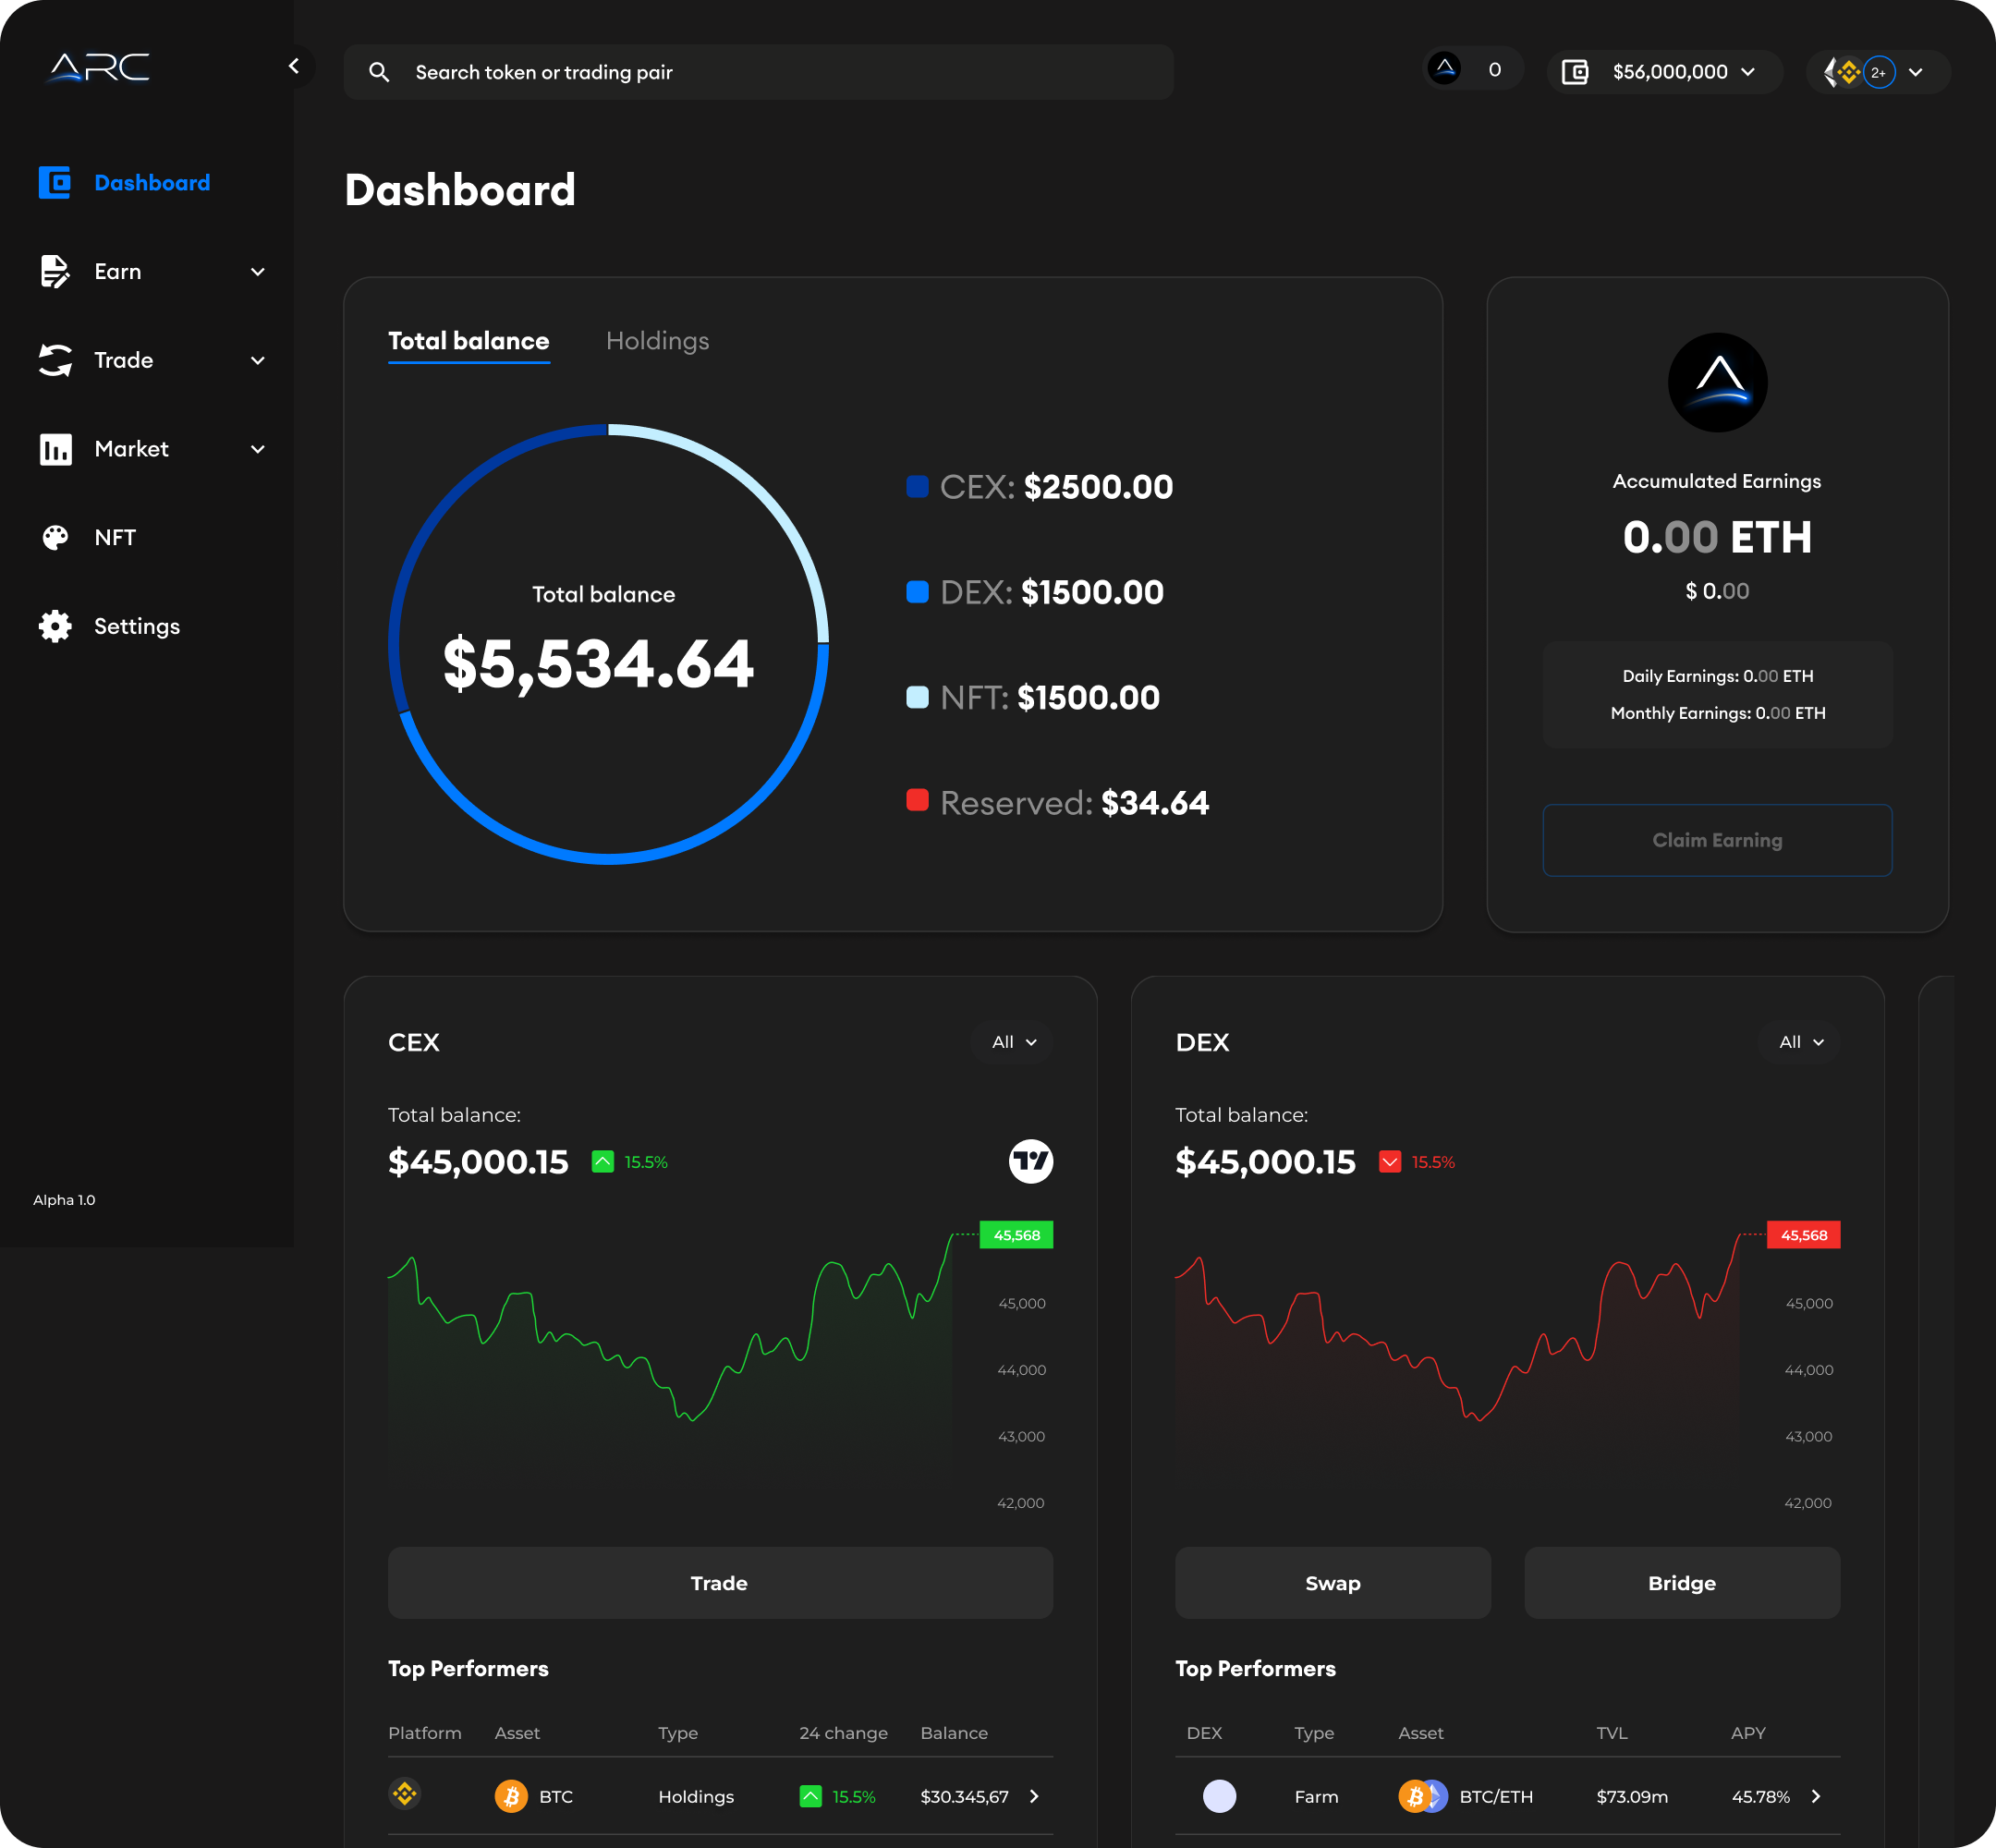 ARC
Search token or trading pair
0
$56,000,000
2+
Dashboard
Earn
Trade
Market
NFT
Settings
Alpha 1.0
Dashboard
Total balance
Holdings
Total balance
$5,534.64
CEX: $2500.00
DEX: $1500.00
NFT: $1500.00
Reserved: $34.64
Accumulated Earnings
0.00 ETH
$ 0.00
Daily Earnings: 0.00 ETH
Monthly Earnings: 0.00 ETH
Claim Earning
CEX
All
Total balance:
$45,000.15
15.5%
45,568
45,000
44,000
43,000
42,000
Trade
Top Performers
Platform Asset Type 24 change Balance
BTC Holdings 15.5% $30.345,67
DEX
All
Total balance:
$45,000.15
15.5%
45,568
45,000
44,000
43,000
42,000
Swap
Bridge
Top Performers
DEX Type Asset TVL APY
Farm BTC/ETH $73.09m 45.78%